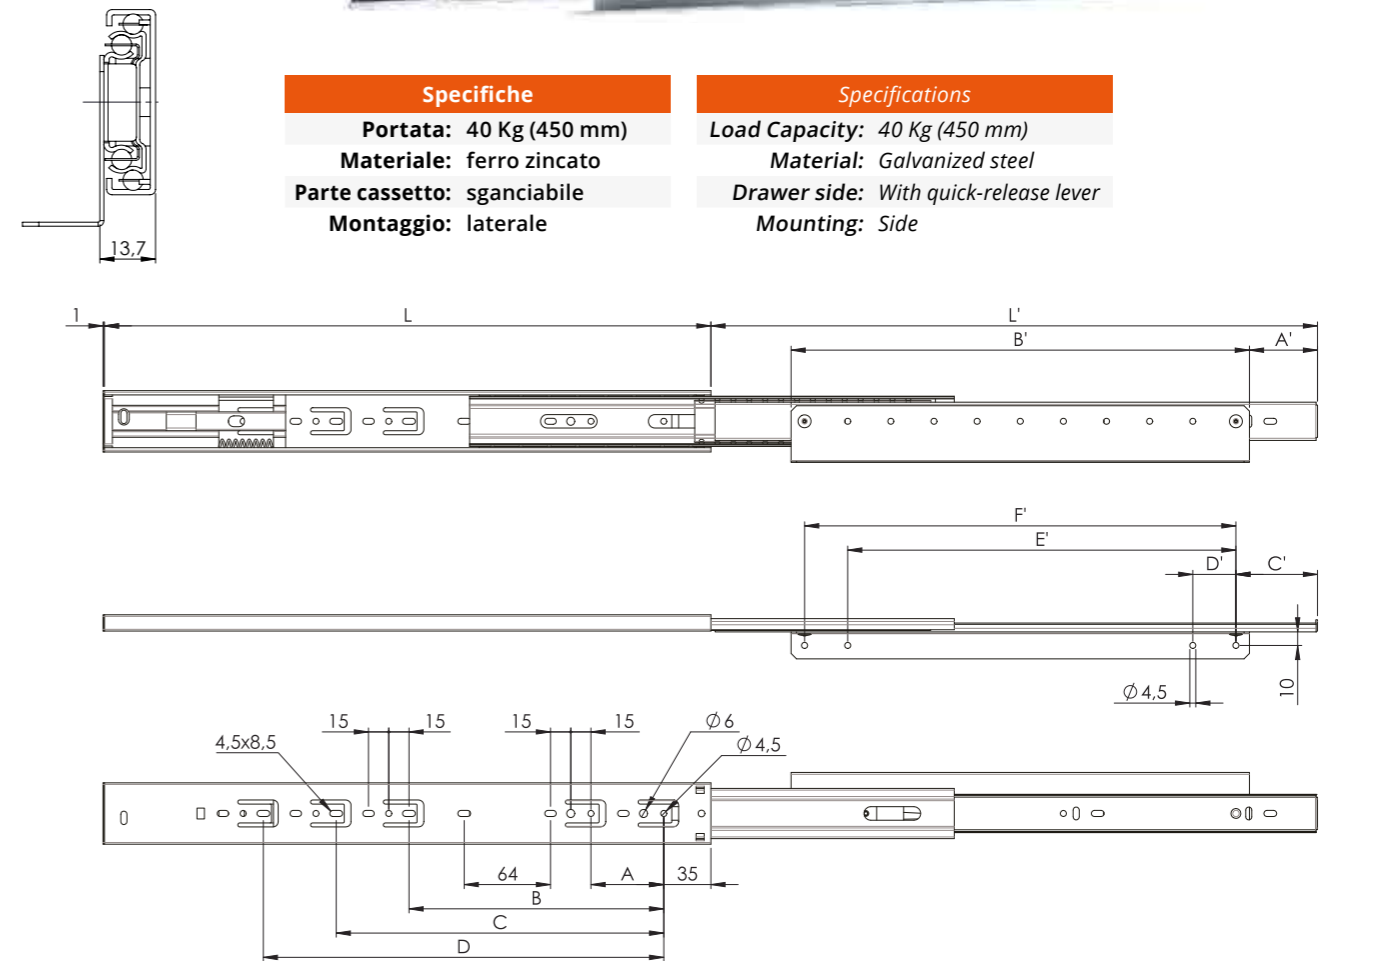 Specifiche
Portata: 40 Kg (450 mm)
Materiale: ferro zincato
Parte cassetto: sganciabile
Montaggio: laterale
Specifications
Load Capacity: 40 Kg (450 mm)
Material: Galvanized steel
Drawer side: With quick-release lever
Mounting: Side
13,7
1 L L'
B' A'
F'
E'
D' C'
Ø 4,5
10
15 15 15 15 Ø 6
4,5x8,5 Ø 4,5
64 A 35
B
C
D